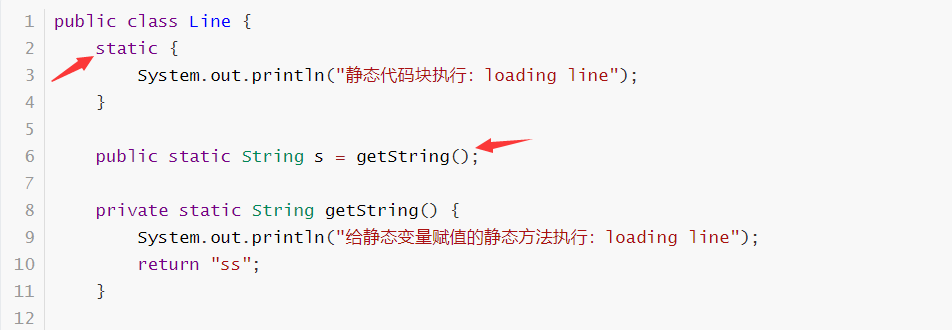 1 public class Line {
2 static {
3 System.out.println("静态代码块执行: loading line");
4 }
5
6 public static String s = getString();
7
8 private static String getString() {
9 System.out.println("给静态变量赋值的静态方法执行: loading line");
10 return "ss";
11 }
12